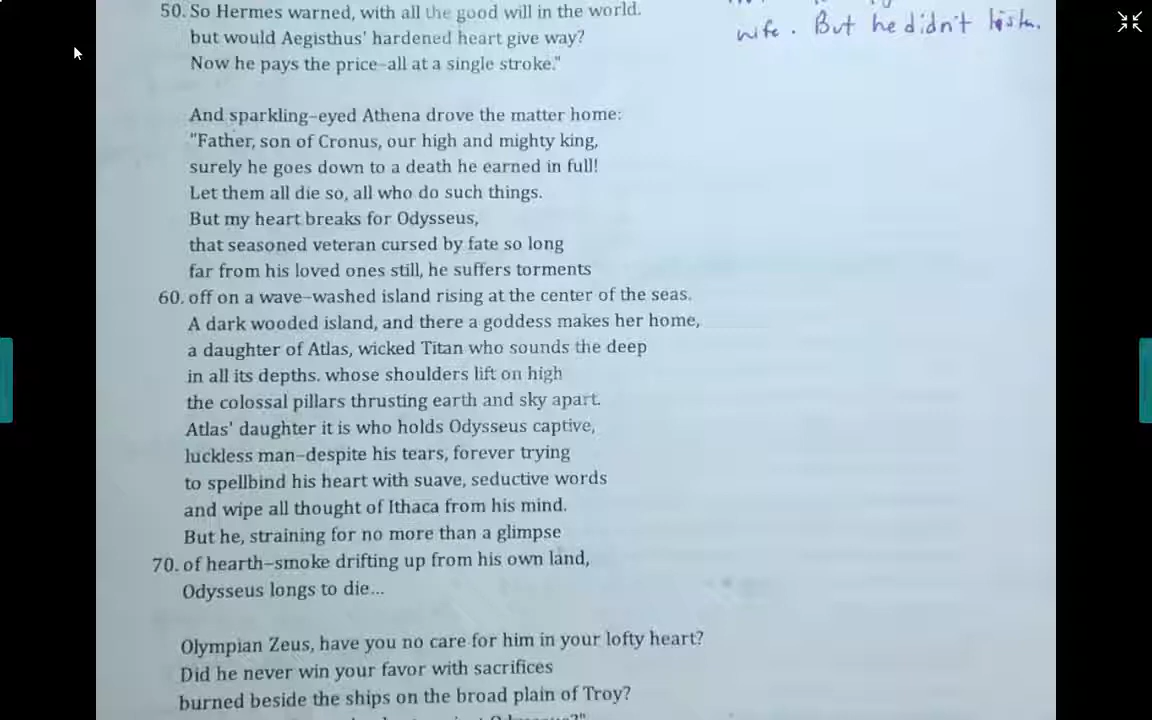 wife. But he didn't listen.
50. So Hermes warned, with all the good will in the world.
but would Aegisthus' hardened heart give way?
Now he pays the price–all at a single stroke."
And sparkling–eyed Athena drove the matter home:
"Father, son of Cronus, our high and mighty king,
surely he goes down to a death he earned in full!
Let them all die so, all who do such things.
But my heart breaks for Odysseus,
that seasoned veteran cursed by fate so long
far from his loved ones still, he suffers torments
60. off on a wave–washed island rising at the center of the seas.
A dark wooded island, and there a goddess makes her home,
a daughter of Atlas, wicked Titan who sounds the deep
in all its depths. whose shoulders lift on high
the colossal pillars thrusting earth and sky apart.
Atlas' daughter it is who holds Odysseus captive,
luckless man–despite his tears, forever trying
to spellbind his heart with suave, seductive words
and wipe all thought of Ithaca from his mind.
But he, straining for no more than a glimpse
70. of hearth–smoke drifting up from his own land,
Odysseus longs to die...
Olympian Zeus, have you no care for him in your lofty heart?
Did he never win your favor with sacrifices
burned beside the ships on the broad plain of Troy?